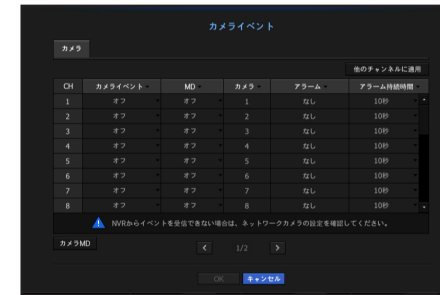 カメライベント
カメラ
他のチャンネルに適用
CH カメライベント MD カメラ アラーム アラーム持続時間
1 オフ オフ 1 なし 10秒
2 オフ オフ 2 なし 10秒
3 オフ オフ 3 なし 10秒
4 オフ オフ 4 なし 10秒
5 オフ オフ 5 なし 10秒
6 オフ オフ 6 なし 10秒
7 オフ オフ 7 なし 10秒
8 オフ オフ 8 なし 10秒
NVRからイベントを受信できない場合は、ネットワークカメラの設定を確認してください。
カメラMD
1/2
OK キャンセル